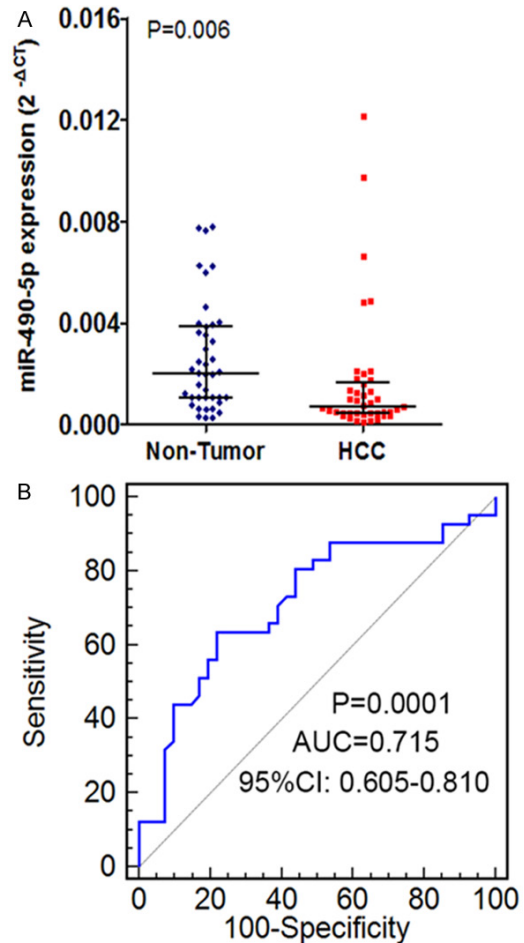 A
miR-490-5p expression (2 -ΔCT)
0.016
P=0.006
0.012
0.008
0.004
0.000
Non-Tumor HCC
B
Sensitivity
100
80
60
40
20
0
P=0.0001
AUC=0.715
95%CI: 0.605-0.810
0 20 40 60 80 100
100-Specificity